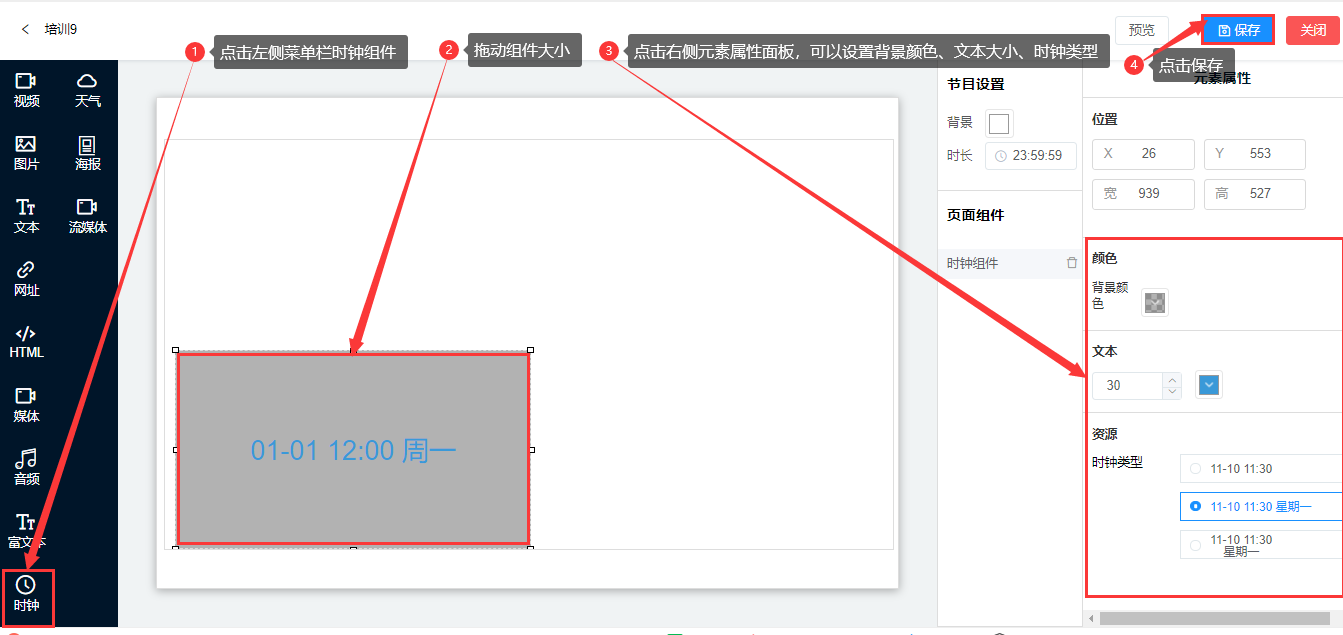 培训9
1 点击左侧菜单栏时钟组件
2 拖动组件大小
3 点击右侧元素属性面板，可以设置背景颜色、文本大小、时钟类型
预览
保存
关闭
4 点击保存
视频
天气
图片
海报
文本
流媒体
网址
HTML
媒体
音频
富文本
时钟
01-01 12:00 周一
节目设置
背景
时长 23:59:59
页面组件
时钟组件
元素属性
位置
X 26 Y 553
宽 939 高 527
颜色
背景颜
色
文本
30
资源
时钟类型
11-10 11:30
11-10 11:30 星期一
11-10 11:30
星期一